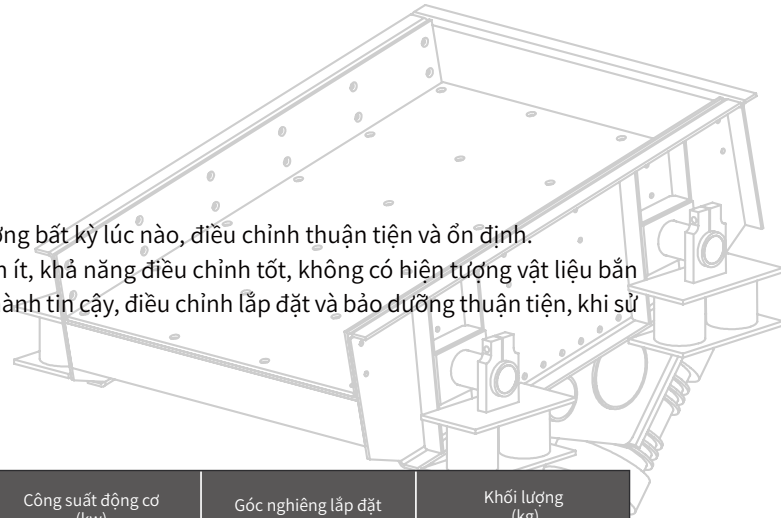 ợng bất kỳ lúc nào, điều chỉnh thuận tiện và ổn định.
ít, khả năng điều chỉnh tốt, không có hiện tượng vật liệu bắn
ành tin cậy, điều chỉnh lắp đặt và bảo dưỡng thuận tiện, khi sử
Công suất động cơ Góc nghiêng lắp đặt Khối lượng
(kw) (kg)